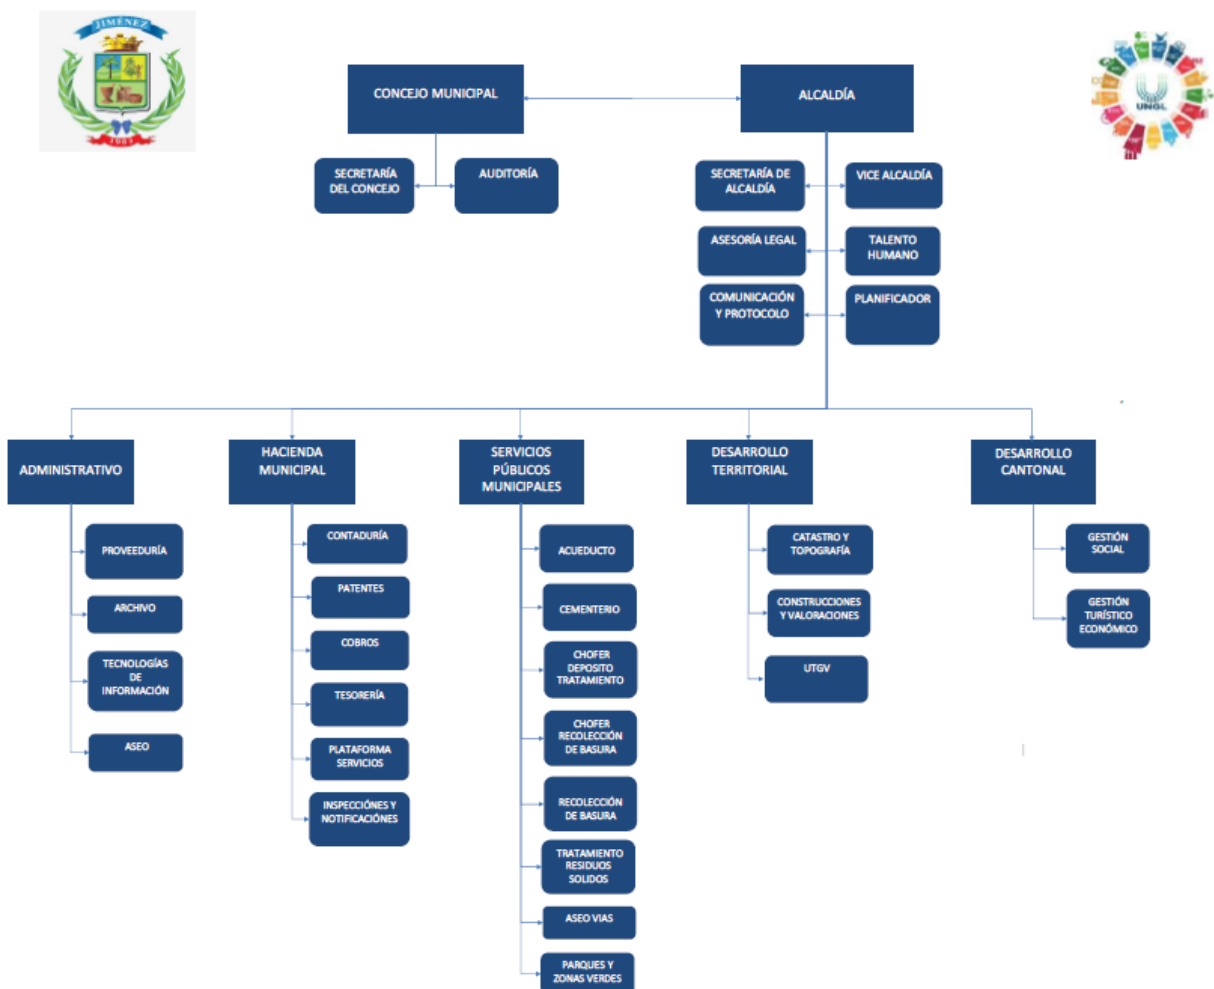 JIMÉNEZ
1903
UNGL
CONCEJO MUNICIPAL
ALCALDÍA
SECRETARÍA
DEL CONCEJO
AUDITORÍA
SECRETARÍA DE
ALCALDÍA
VICE ALCALDÍA
ASESORÍA LEGAL
TALENTO
HUMANO
COMUNICACIÓN
Y PROTOCOLO
PLANIFICADOR
ADMINISTRATIVO
HACIENDA
MUNICIPAL
SERVICIOS
PÚBLICOS
MUNICIPALES
DESARROLLO
TERRITORIAL
DESARROLLO
CANTONAL
PROVEEDURÍA
ARCHIVO
TECNOLOGÍAS
DE
INFORMACIÓN
ASEO
CONTADURÍA
PATENTES
COBROS
TESORERÍA
PLATAFORMA
SERVICIOS
INSPECCIÓNES Y
NOTIFICACIÓNES
ACUEDUCTO
CEMENTERIO
CHOFER
DEPOSITO
TRATAMIENTO
CHOFER
RECOLECCIÓN
DE BASURA
RECOLECCIÓN
DE BASURA
TRATAMIENTO
RESIDUOS
SOLIDOS
ASEO VIAS
PARQUES Y
ZONAS VERDES
CATASTRO Y
TOPOGRAFÍA
CONSTRUCCIONES
Y VALORACIONES
UTGV
GESTIÓN
SOCIAL
GESTIÓN
TURÍSTICO
ECONÓMICO